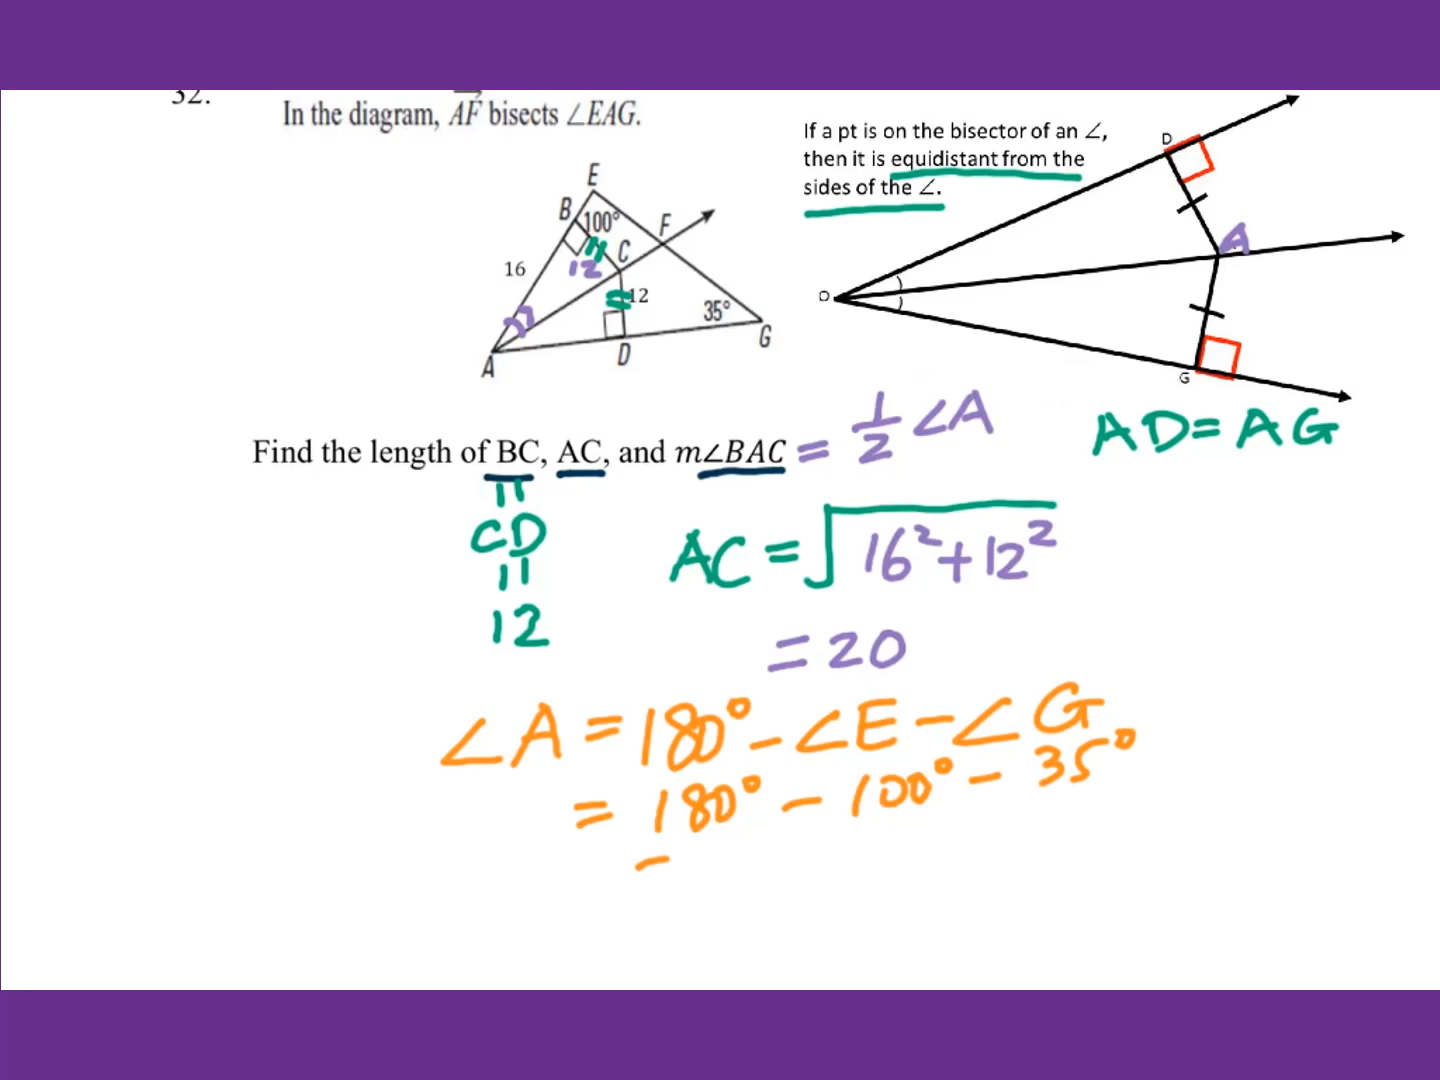 32.
In the diagram, AF bisects ∠EAG.
If a pt is on the bisector of an ∠,
then it is equidistant from the
sides of the ∠.
E
B 100° F
C
16 12
12
35°
A D G
D
A
O
G
AD = AG
Find the length of BC, AC, and m∠BAC = 1/2 ∠A
CD
12
AC = √16² + 12²
= 20
∠A = 180° - ∠E - ∠G
= 180° - 100° - 35°